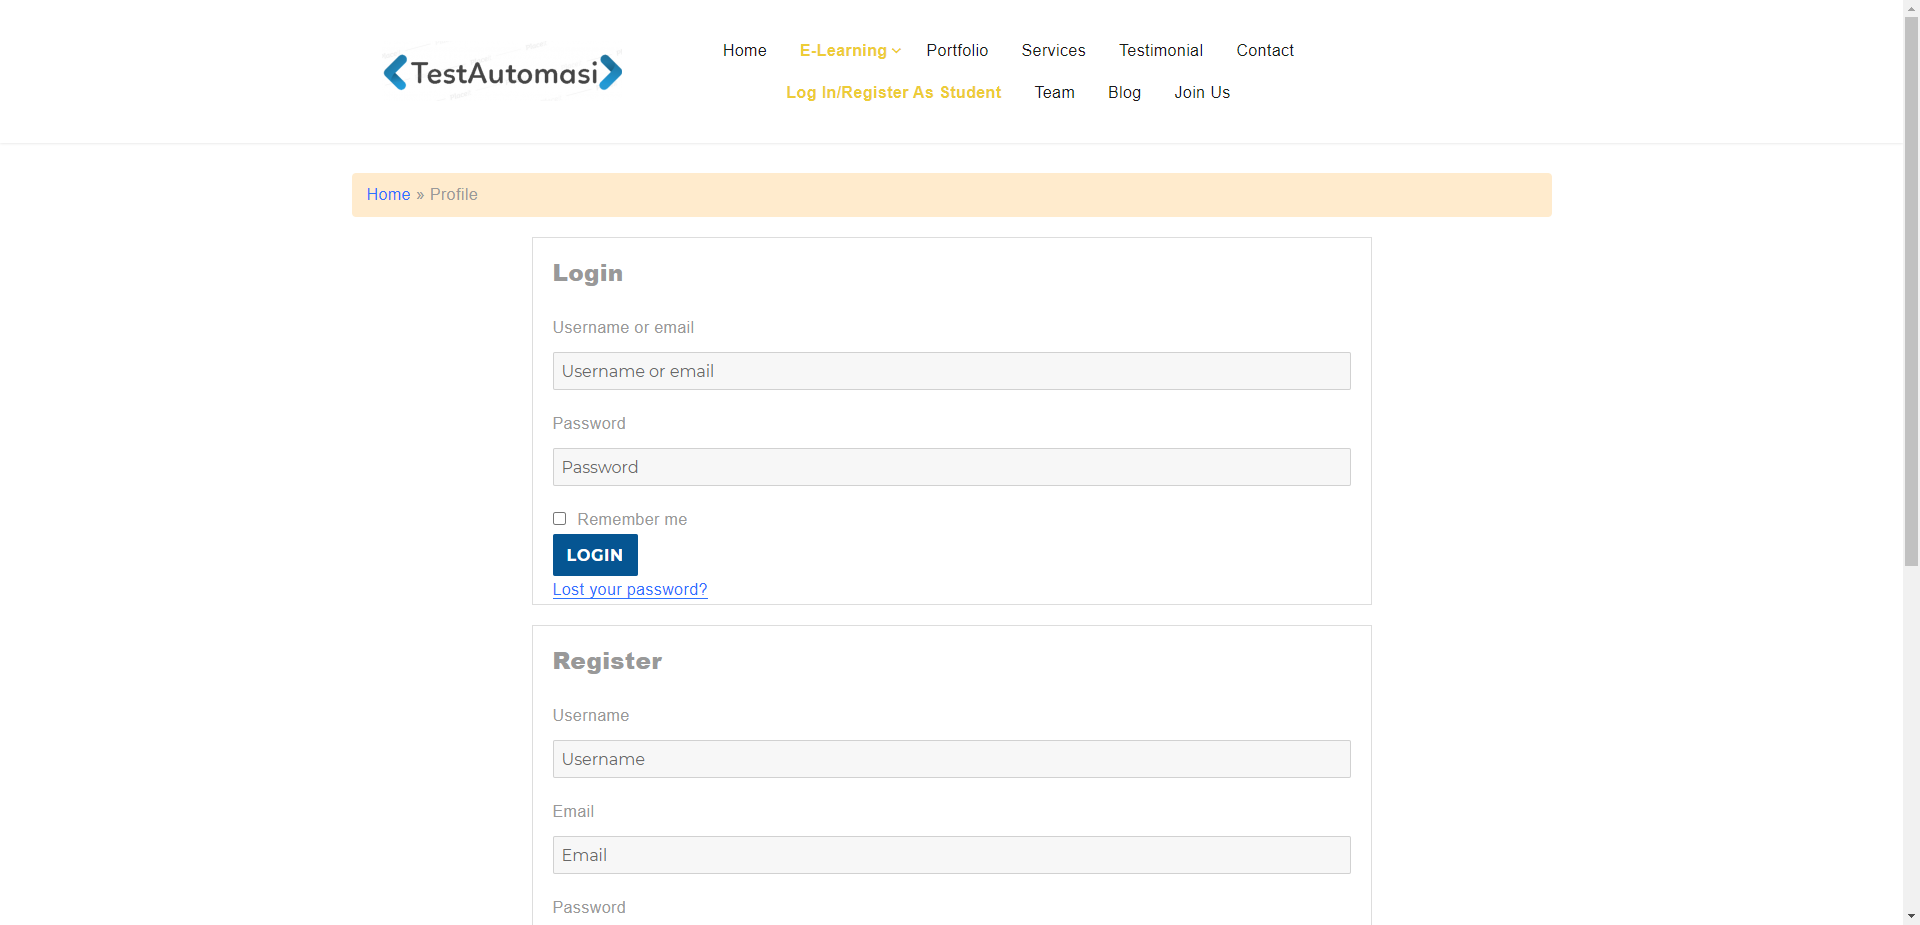 TestAutomasi
Home E-Learning Portfolio Services Testimonial Contact
Log In/Register As Student Team Blog Join Us
Home » Profile
Login
Username or email
Username or email
Password
Password
Remember me
LOGIN
Lost your password?
Register
Username
Username
Email
Email
Password